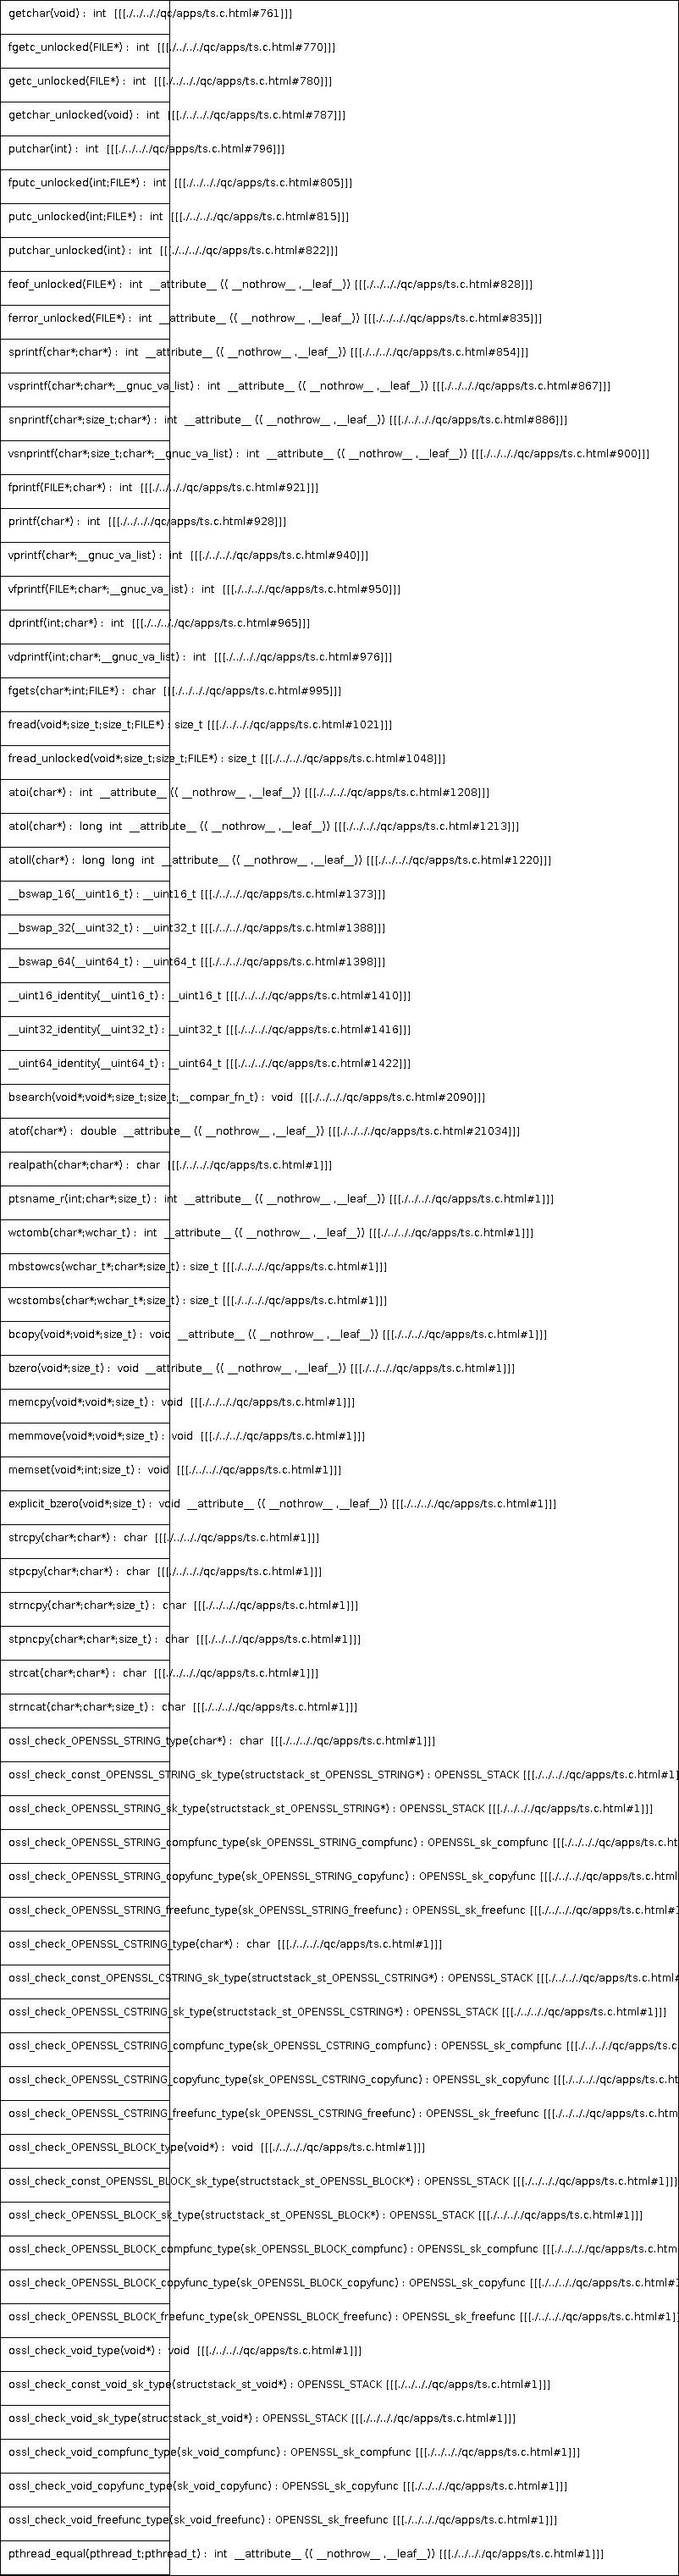 getchar(void) : int [[[./../../qc/apps/ts.c.html#761]]]
fgetc_unlocked(FILE*) : int [[[./../../qc/apps/ts.c.html#770]]]
getc_unlocked(FILE*) : int [[[./../../qc/apps/ts.c.html#780]]]
getchar_unlocked(void) : int [[[./../../qc/apps/ts.c.html#787]]]
putchar(int) : int [[[./../../qc/apps/ts.c.html#796]]]
fputc_unlocked(int;FILE*) : int [[[./../../qc/apps/ts.c.html#805]]]
putc_unlocked(int;FILE*) : int [[[./../../qc/apps/ts.c.html#815]]]
putchar_unlocked(int) : int [[[./../../qc/apps/ts.c.html#822]]]
feof_unlocked(FILE*) : int __attribute__ (( __nothrow__ ,__leaf__)) [[[./../../qc/apps/ts.c.html#828]]]
ferror_unlocked(FILE*) : int __attribute__ (( __nothrow__ ,__leaf__)) [[[./../../qc/apps/ts.c.html#835]]]
sprintf(char*;char*) : int __attribute__ (( __nothrow__ ,__leaf__)) [[[./../../qc/apps/ts.c.html#854]]]
vsprintf(char*;char*;__gnuc_va_list) : int __attribute__ (( __nothrow__ ,__leaf__)) [[[./../../qc/apps/ts.c.html#867]]]
snprintf(char*;size_t;char*) : int __attribute__ (( __nothrow__ ,__leaf__)) [[[./../../qc/apps/ts.c.html#886]]]
vsnprintf(char*;size_t;char*;__gnuc_va_list) : int __attribute__ (( __nothrow__ ,__leaf__)) [[[./../../qc/apps/ts.c.html#900]]]
fprintf(FILE*;char*) : int [[[./../../qc/apps/ts.c.html#921]]]
printf(char*) : int [[[./../../qc/apps/ts.c.html#928]]]
vprintf(char*;__gnuc_va_list) : int [[[./../../qc/apps/ts.c.html#940]]]
vfprintf(FILE*;char*;__gnuc_va_list) : int [[[./../../qc/apps/ts.c.html#950]]]
dprintf(int;char*) : int [[[./../../qc/apps/ts.c.html#965]]]
vdprintf(int;char*;__gnuc_va_list) : int [[[./../../qc/apps/ts.c.html#976]]]
fgets(char*;int;FILE*) : char [[[./../../qc/apps/ts.c.html#995]]]
fread(void*;size_t;size_t;FILE*) : size_t [[[./../../qc/apps/ts.c.html#1021]]]
fread_unlocked(void*;size_t;size_t;FILE*) : size_t [[[./../../qc/apps/ts.c.html#1048]]]
atoi(char*) : int __attribute__ (( __nothrow__ ,__leaf__)) [[[./../../qc/apps/ts.c.html#1208]]]
atol(char*) : long int __attribute__ (( __nothrow__ ,__leaf__)) [[[./../../qc/apps/ts.c.html#1213]]]
atoll(char*) : long long int __attribute__ (( __nothrow__ ,__leaf__)) [[[./../../qc/apps/ts.c.html#1220]]]
__bswap_16(__uint16_t) : __uint16_t [[[./../../qc/apps/ts.c.html#1373]]]
__bswap_32(__uint32_t) : __uint32_t [[[./../../qc/apps/ts.c.html#1388]]]
__bswap_64(__uint64_t) : __uint64_t [[[./../../qc/apps/ts.c.html#1398]]]
__uint16_identity(__uint16_t) : __uint16_t [[[./../../qc/apps/ts.c.html#1410]]]
__uint32_identity(__uint32_t) : __uint32_t [[[./../../qc/apps/ts.c.html#1416]]]
__uint64_identity(__uint64_t) : __uint64_t [[[./../../qc/apps/ts.c.html#1422]]]
bsearch(void*;void*;size_t;size_t;__compar_fn_t) : void [[[./../../qc/apps/ts.c.html#2090]]]
atof(char*) : double __attribute__ (( __nothrow__ ,__leaf__)) [[[./../../qc/apps/ts.c.html#21034]]]
realpath(char*;char*) : char [[[./../../qc/apps/ts.c.html#1]]]
ptsname_r(int;char*;size_t) : int __attribute__ (( __nothrow__ ,__leaf__)) [[[./../../qc/apps/ts.c.html#1]]]
wctomb(char*;wchar_t) : int __attribute__ (( __nothrow__ ,__leaf__)) [[[./../../qc/apps/ts.c.html#1]]]
mbstowcs(wchar_t*;char*;size_t) : size_t [[[./../../qc/apps/ts.c.html#1]]]
wcstombs(char*;wchar_t*;size_t) : size_t [[[./../../qc/apps/ts.c.html#1]]]
bcopy(void*;void*;size_t) : void __attribute__ (( __nothrow__ ,__leaf__)) [[[./../../qc/apps/ts.c.html#1]]]
bzero(void*;size_t) : void __attribute__ (( __nothrow__ ,__leaf__)) [[[./../../qc/apps/ts.c.html#1]]]
memcpy(void*;void*;size_t) : void [[[./../../qc/apps/ts.c.html#1]]]
memmove(void*;void*;size_t) : void [[[./../../qc/apps/ts.c.html#1]]]
memset(void*;int;size_t) : void [[[./../../qc/apps/ts.c.html#1]]]
explicit_bzero(void*;size_t) : void __attribute__ (( __nothrow__ ,__leaf__)) [[[./../../qc/apps/ts.c.html#1]]]
strcpy(char*;char*) : char [[[./../../qc/apps/ts.c.html#1]]]
stpcpy(char*;char*) : char [[[./../../qc/apps/ts.c.html#1]]]
strncpy(char*;char*;size_t) : char [[[./../../qc/apps/ts.c.html#1]]]
stpncpy(char*;char*;size_t) : char [[[./../../qc/apps/ts.c.html#1]]]
strcat(char*;char*) : char [[[./../../qc/apps/ts.c.html#1]]]
strncat(char*;char*;size_t) : char [[[./../../qc/apps/ts.c.html#1]]]
ossl_check_OPENSSL_STRING_type(char*) : char [[[./../../qc/apps/ts.c.html#1]]]
ossl_check_const_OPENSSL_STRING_sk_type(structstack_st_OPENSSL_STRING*) : OPENSSL_STACK [[[./../../qc/apps/ts.c.html#1]
ossl_check_OPENSSL_STRING_sk_type(structstack_st_OPENSSL_STRING*) : OPENSSL_STACK [[[./../../qc/apps/ts.c.html#1]]]
ossl_check_OPENSSL_STRING_compfunc_type(sk_OPENSSL_STRING_compfunc) : OPENSSL_sk_compfunc [[[./../../qc/apps/ts.c.ht
ossl_check_OPENSSL_STRING_copyfunc_type(sk_OPENSSL_STRING_copyfunc) : OPENSSL_sk_copyfunc [[[./../../qc/apps/ts.c.html
ossl_check_OPENSSL_STRING_freefunc_type(sk_OPENSSL_STRING_freefunc) : OPENSSL_sk_freefunc [[[./../../qc/apps/ts.c.html#1
ossl_check_OPENSSL_CSTRING_type(char*) : char [[[./../../qc/apps/ts.c.html#1]]]
ossl_check_const_OPENSSL_CSTRING_sk_type(structstack_st_OPENSSL_CSTRING*) : OPENSSL_STACK [[[./../../qc/apps/ts.c.html#
ossl_check_OPENSSL_CSTRING_sk_type(structstack_st_OPENSSL_CSTRING*) : OPENSSL_STACK [[[./../../qc/apps/ts.c.html#1]]]
ossl_check_OPENSSL_CSTRING_compfunc_type(sk_OPENSSL_CSTRING_compfunc) : OPENSSL_sk_compfunc [[[./../../qc/apps/ts.c
ossl_check_OPENSSL_CSTRING_copyfunc_type(sk_OPENSSL_CSTRING_copyfunc) : OPENSSL_sk_copyfunc [[[./../../qc/apps/ts.c.ht
ossl_check_OPENSSL_CSTRING_freefunc_type(sk_OPENSSL_CSTRING_freefunc) : OPENSSL_sk_freefunc [[[./../../qc/apps/ts.c.htm
ossl_check_OPENSSL_BLOCK_type(void*) : void [[[./../../qc/apps/ts.c.html#1]]]
ossl_check_const_OPENSSL_BLOCK_sk_type(structstack_st_OPENSSL_BLOCK*) : OPENSSL_STACK [[[./../../qc/apps/ts.c.html#1]]]
ossl_check_OPENSSL_BLOCK_sk_type(structstack_st_OPENSSL_BLOCK*) : OPENSSL_STACK [[[./../../qc/apps/ts.c.html#1]]]
ossl_check_OPENSSL_BLOCK_compfunc_type(sk_OPENSSL_BLOCK_compfunc) : OPENSSL_sk_compfunc [[[./../../qc/apps/ts.c.htm
ossl_check_OPENSSL_BLOCK_copyfunc_type(sk_OPENSSL_BLOCK_copyfunc) : OPENSSL_sk_copyfunc [[[./../../qc/apps/ts.c.html#1
ossl_check_OPENSSL_BLOCK_freefunc_type(sk_OPENSSL_BLOCK_freefunc) : OPENSSL_sk_freefunc [[[./../../qc/apps/ts.c.html#1]]
ossl_check_void_type(void*) : void [[[./../../qc/apps/ts.c.html#1]]]
ossl_check_const_void_sk_type(structstack_st_void*) : OPENSSL_STACK [[[./../../qc/apps/ts.c.html#1]]]
ossl_check_void_sk_type(structstack_st_void*) : OPENSSL_STACK [[[./../../qc/apps/ts.c.html#1]]]
ossl_check_void_compfunc_type(sk_void_compfunc) : OPENSSL_sk_compfunc [[[./../../qc/apps/ts.c.html#1]]]
ossl_check_void_copyfunc_type(sk_void_copyfunc) : OPENSSL_sk_copyfunc [[[./../../qc/apps/ts.c.html#1]]]
ossl_check_void_freefunc_type(sk_void_freefunc) : OPENSSL_sk_freefunc [[[./../../qc/apps/ts.c.html#1]]]
pthread_equal(pthread_t;pthread_t) : int __attribute__ (( __nothrow__ ,__leaf__)) [[[./../../qc/apps/ts.c.html#1]]]